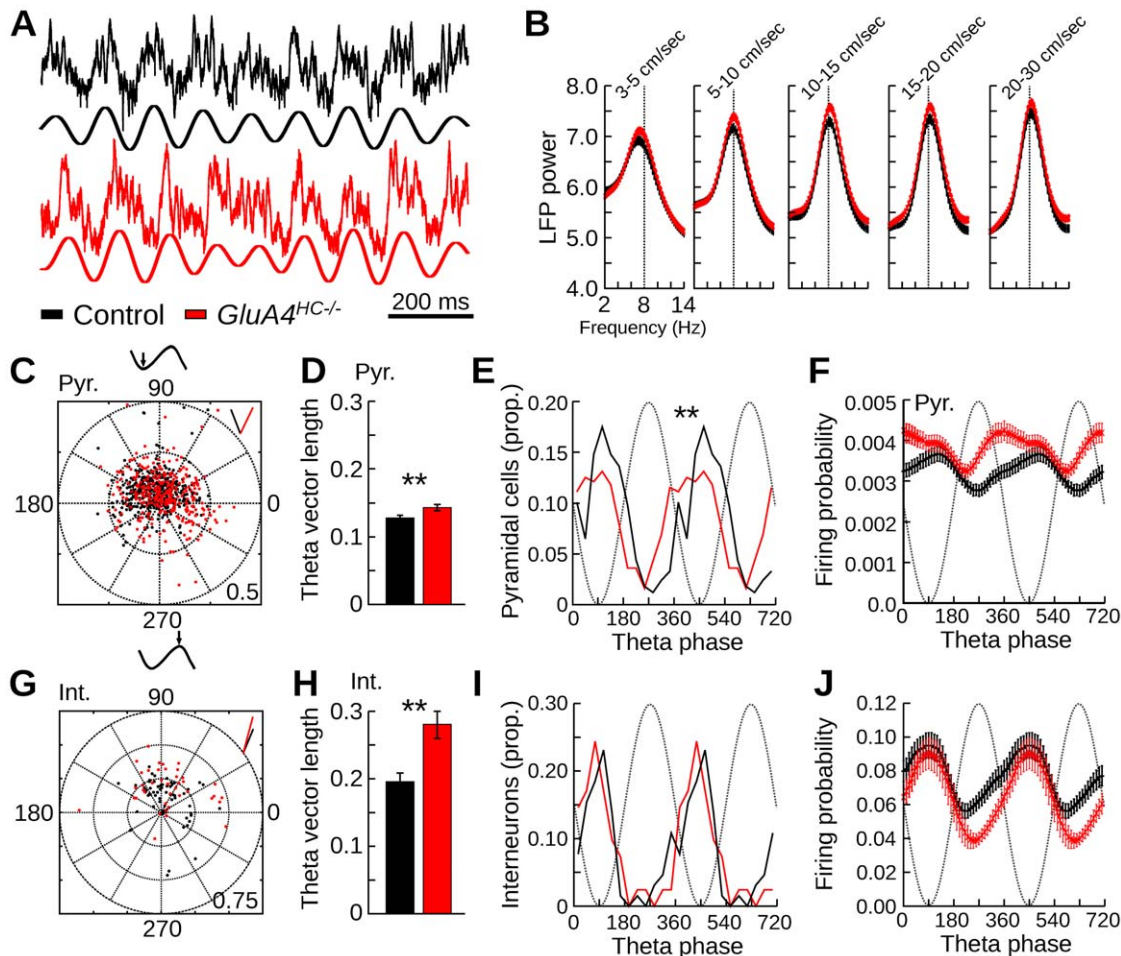 A
Control GluA4HC-/- 200 ms
B
3-5 cm/sec 5-10 cm/sec 10-15 cm/sec 15-20 cm/sec 20-30 cm/sec
LFP power
8.0
7.0
6.0
5.0
4.0
2 8 14
Frequency (Hz)
C
Pyr.
90
180 0
270
0.5
D
Pyr.
Theta vector length
0.3
0.2
0.1
0
**
E
Pyramidal cells (prop.)
0.20
0.15
0.10
0.05
0
**
0 180 360 540 720
Theta phase
F
Pyr.
Firing probability
0.005
0.004
0.003
0.002
0.001
0.0
0 180 360 540 720
Theta phase
G
Int.
90
180 0
270
0.75
H
Int.
Theta vector length
0.3
0.2
0.1
0
**
I
Interneurons (prop.)
0.30
0.20
0.10
0
0 180 360 540 720
Theta phase
J
Firing probability
0.12
0.10
0.08
0.06
0.04
0.02
0.00
0 180 360 540 720
Theta phase